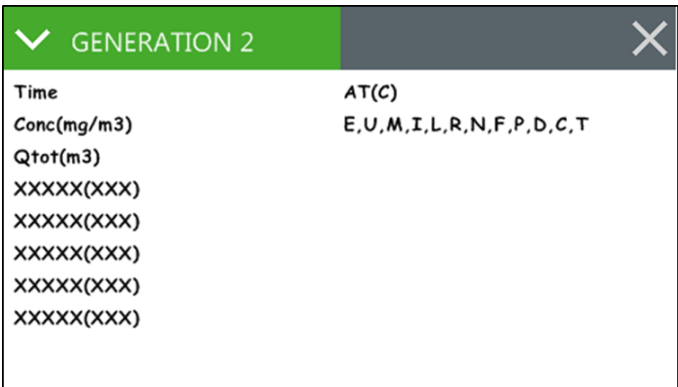 GENERATION 2
Time
Conc(mg/m3)
Qtot(m3)
XXXXX(XXX)
XXXXX(XXX)
XXXXX(XXX)
XXXXX(XXX)
XXXXX(XXX)
AT(C)
E,U,M,I,L,R,N,F,P,D,C,T